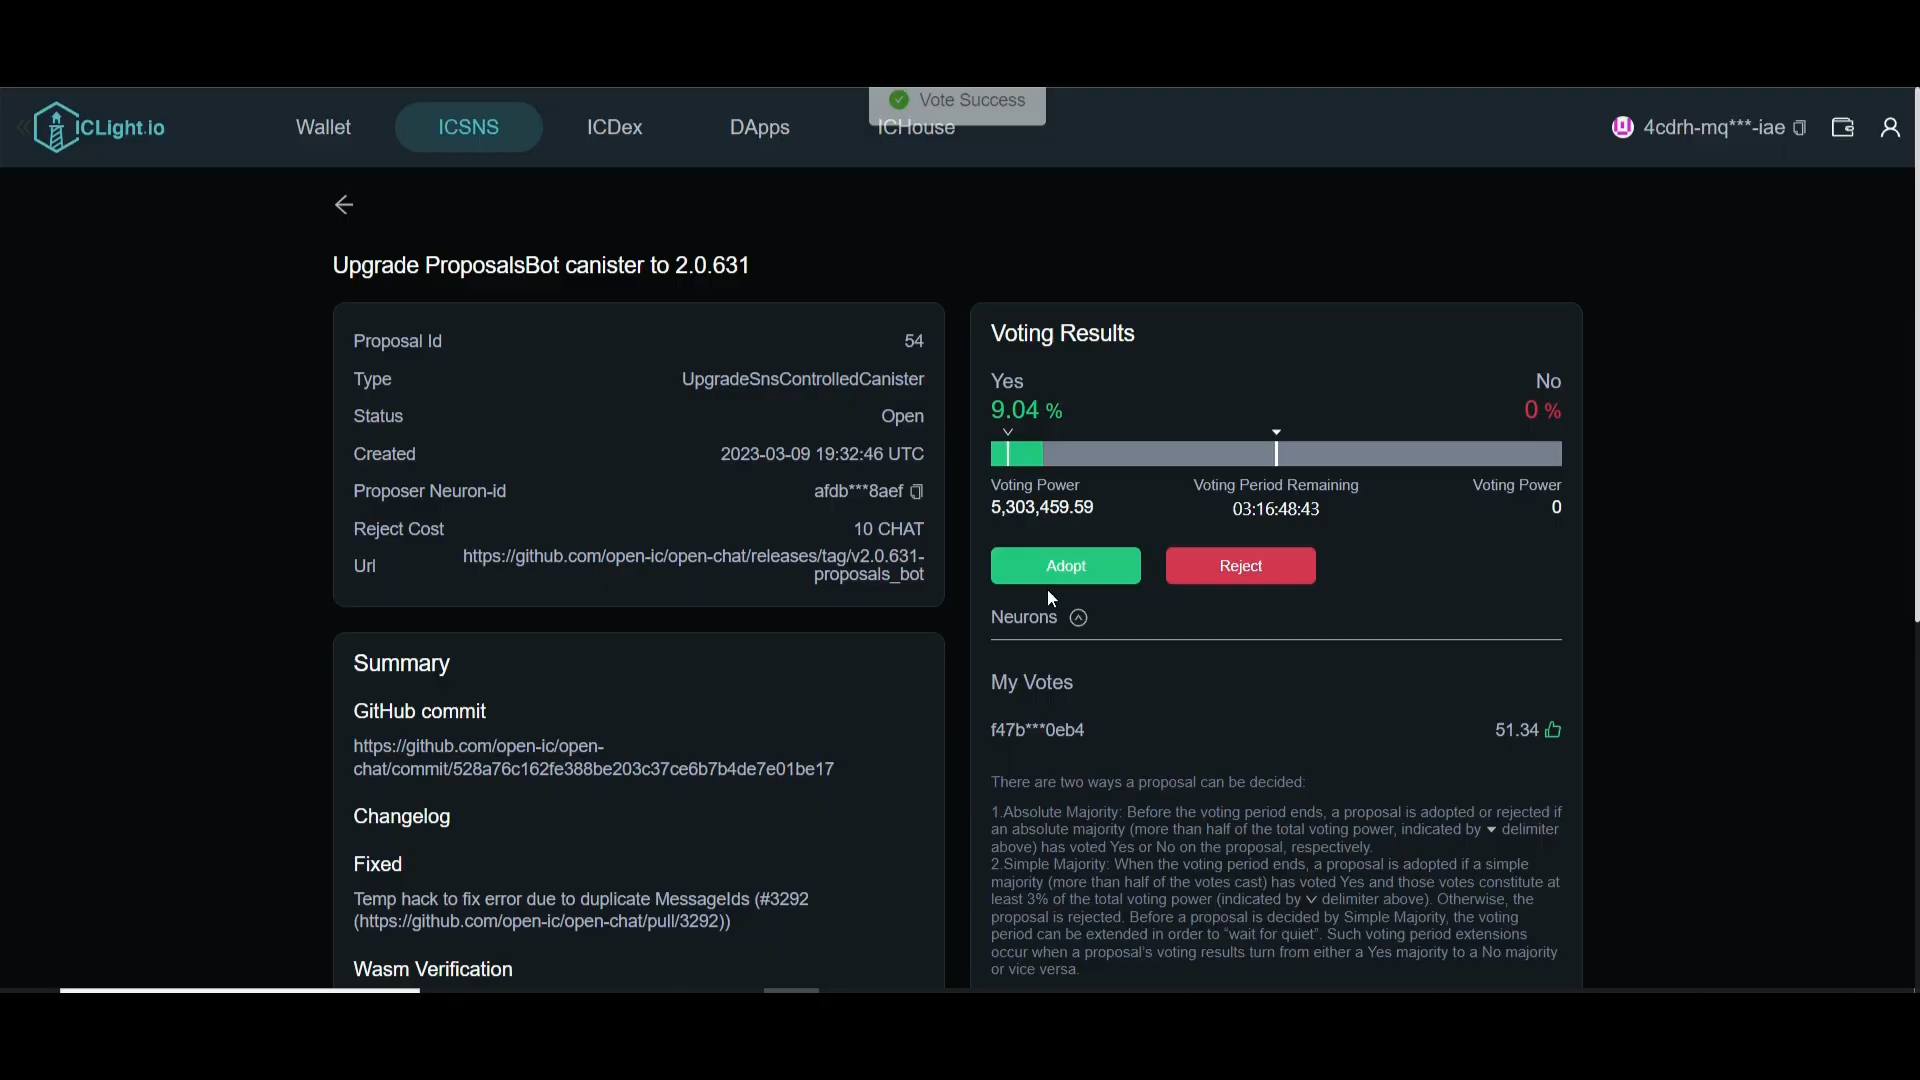 ICLight.io
Wallet
ICSNS
ICDex
DApps
ICHouse
Vote Success
4cdrh-mq***-iae
Upgrade ProposalsBot canister to 2.0.631
Proposal Id 54
Type UpgradeSnsControlledCanister
Status Open
Created 2023-03-09 19:32:46 UTC
Proposer Neuron-id afdb***8aef
Reject Cost 10 CHAT
Url https://github.com/open-ic/open-chat/releases/tag/v2.0.631-
proposals_bot
Summary
GitHub commit
https://github.com/open-ic/open-
chat/commit/528a76c162fe388be203c37ce6b7b4de7e01be17
Changelog
Fixed
Temp hack to fix error due to duplicate MessageIds (#3292
(https://github.com/open-ic/open-chat/pull/3292))
Wasm Verification
Voting Results
Yes No
9.04 % 0 %
Voting Power Voting Period Remaining Voting Power
5,303,459.59 03:16:48:43 0
Adopt Reject
Neurons
My Votes
f47b***0eb4 51.34
There are two ways a proposal can be decided:
1.Absolute Majority: Before the voting period ends, a proposal is adopted or rejected if
an absolute majority (more than half of the total voting power, indicated by delimiter
above) has voted Yes or No on the proposal, respectively.
2.Simple Majority: When the voting period ends, a proposal is adopted if a simple
majority (more than half of the votes cast) has voted Yes and those votes constitute at
least 3% of the total voting power (indicated by delimiter above). Otherwise, the
proposal is rejected. Before a proposal is decided by Simple Majority, the voting
period can be extended in order to “wait for quiet”. Such voting period extensions
occur when a proposal's voting results turn from either a Yes majority to a No majority
or vice versa.